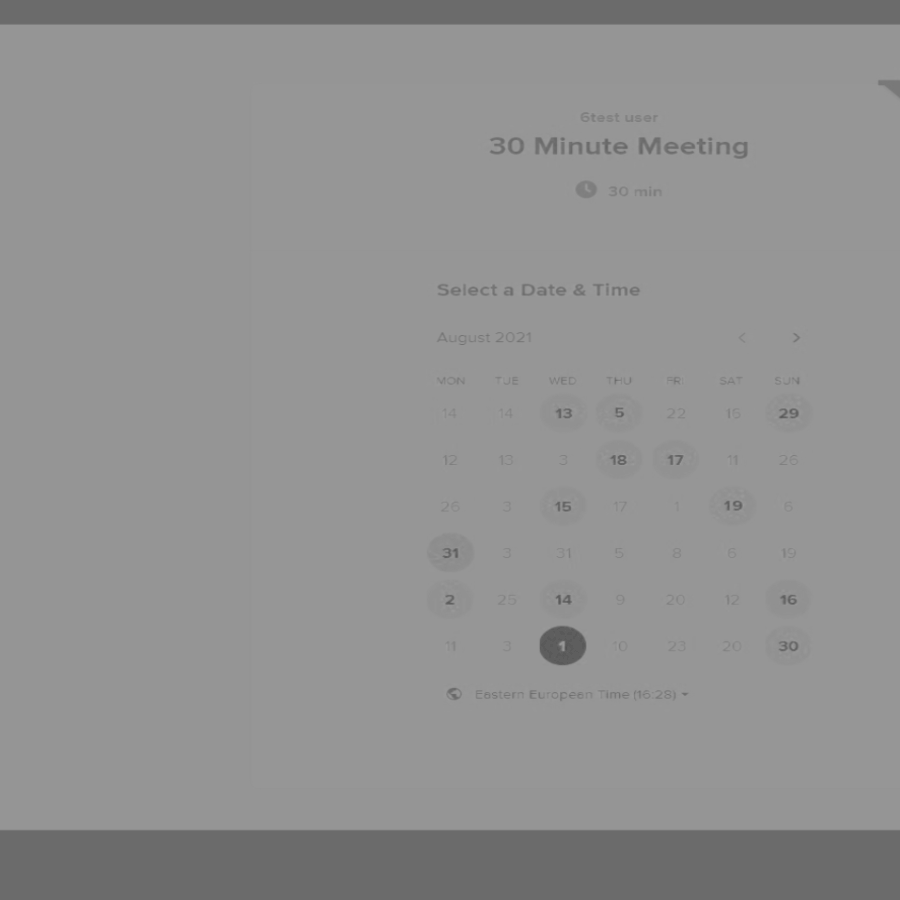 6test user
30 Minute Meeting
30 min
Select a Date & Time
August 2021
MON TUE WED THU FRI SAT SUN
14 14 13 5 22 15 29
12 13 3 18 17 11 26
26 3 15 17 1 19 6
31 3 31 5 8 6 19
2 25 14 9 20 12 16
11 3 1 10 23 20 30
Eastern European Time (16:28)